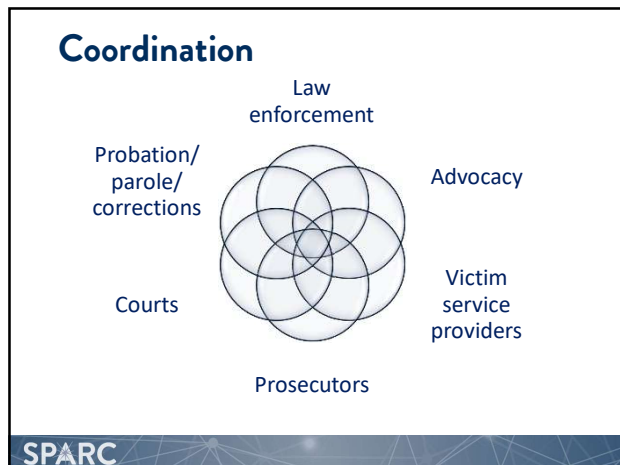 Coordination
Law
enforcement
Probation/
parole/
corrections
Advocacy
Courts
Victim
service
providers
Prosecutors
SPARC